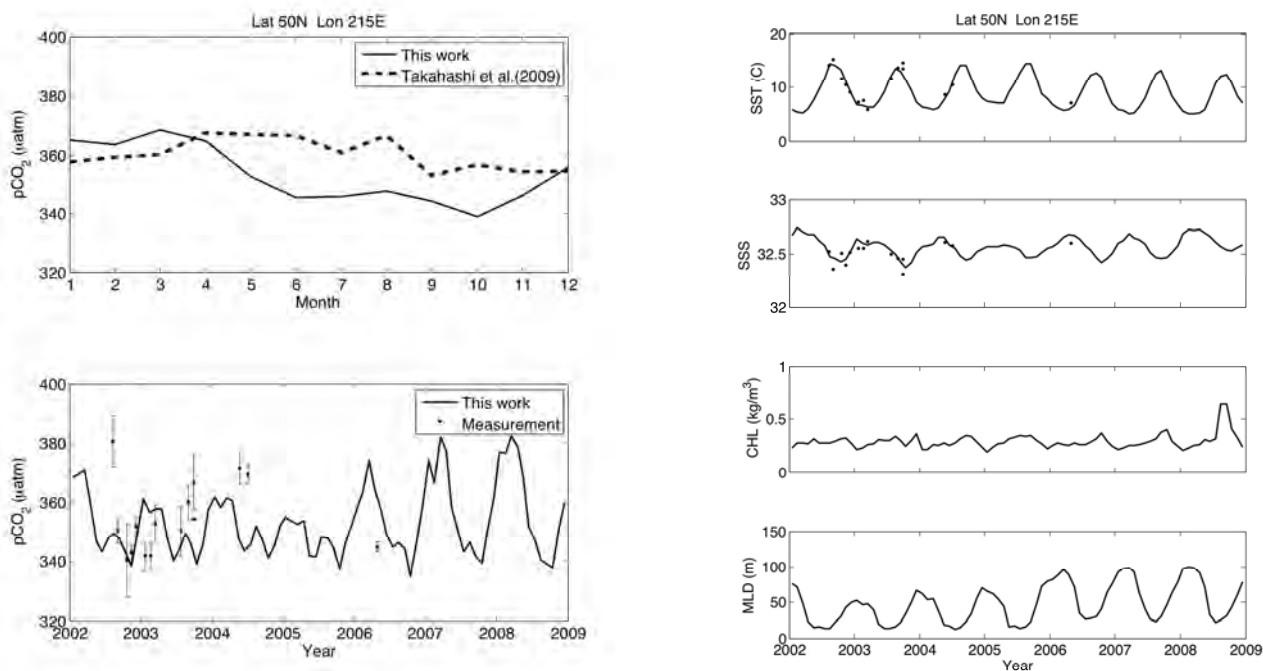 Lat 50N Lon 215E
400
380
360
340
320
pCO2 (µatm)
This work
Takahashi et al.(2009)
1 2 3 4 5 6 7 8 9 10 11 12
Month
400
380
360
340
320
pCO2 (µatm)
This work
Measurement
2002 2003 2004 2005 2006 2007 2008 2009
Year
Lat 50N Lon 215E
20
10
0
SST (C)
33
32.5
32
SSS
1
0.5
0
CHL (kg/m3)
150
100
50
0
MLD (m)
2002 2003 2004 2005 2006 2007 2008 2009
Year